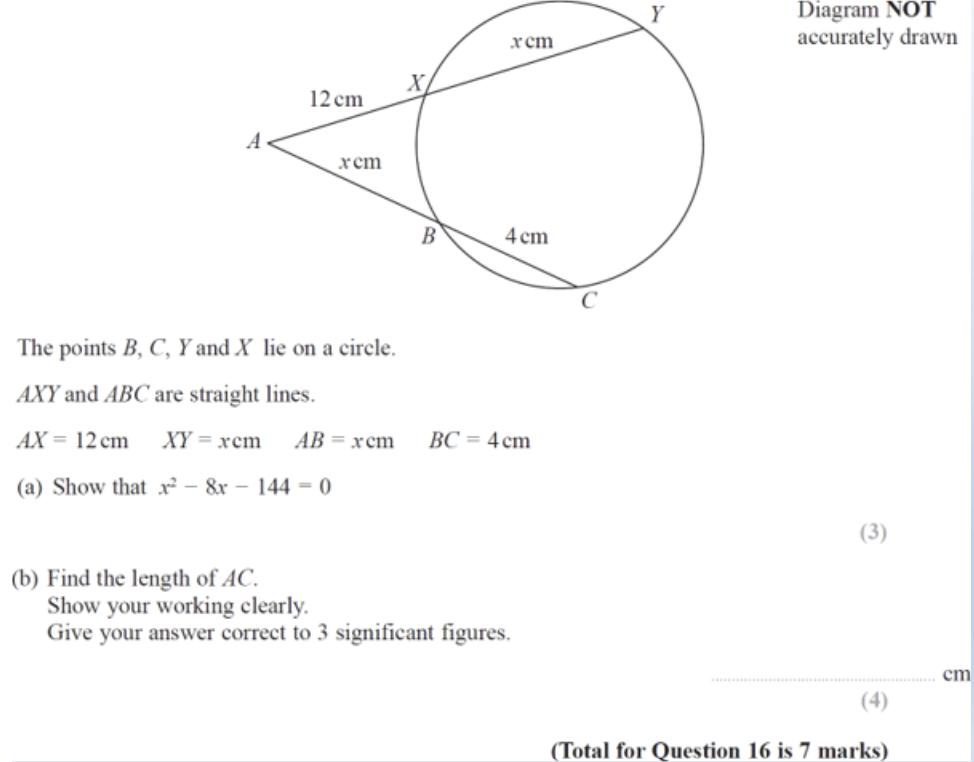 Y
Diagram NOT
accurately drawn
x cm
X
12 cm
A
x cm
B
4 cm
C
The points B, C, Y and X lie on a circle.
AXY and ABC are straight lines.
AX = 12 cm XY = x cm AB = x cm BC = 4 cm
(a) Show that x² − 8x − 144 = 0
(3)
(b) Find the length of AC.
Show your working clearly.
Give your answer correct to 3 significant figures.
.............................................................. cm
(4)
(Total for Question 16 is 7 marks)